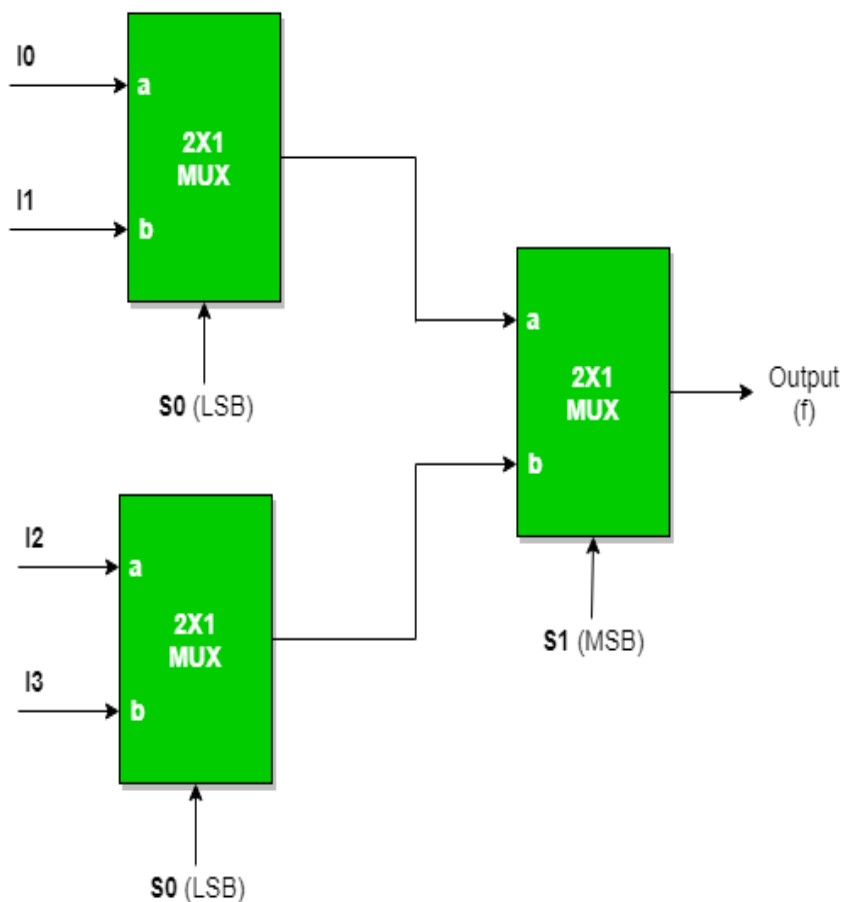 I0
a
2X1
MUX
I1
b
S0 (LSB)
a
2X1
MUX
b
Output
(f)
S1 (MSB)
I2
a
2X1
MUX
I3
b
S0 (LSB)